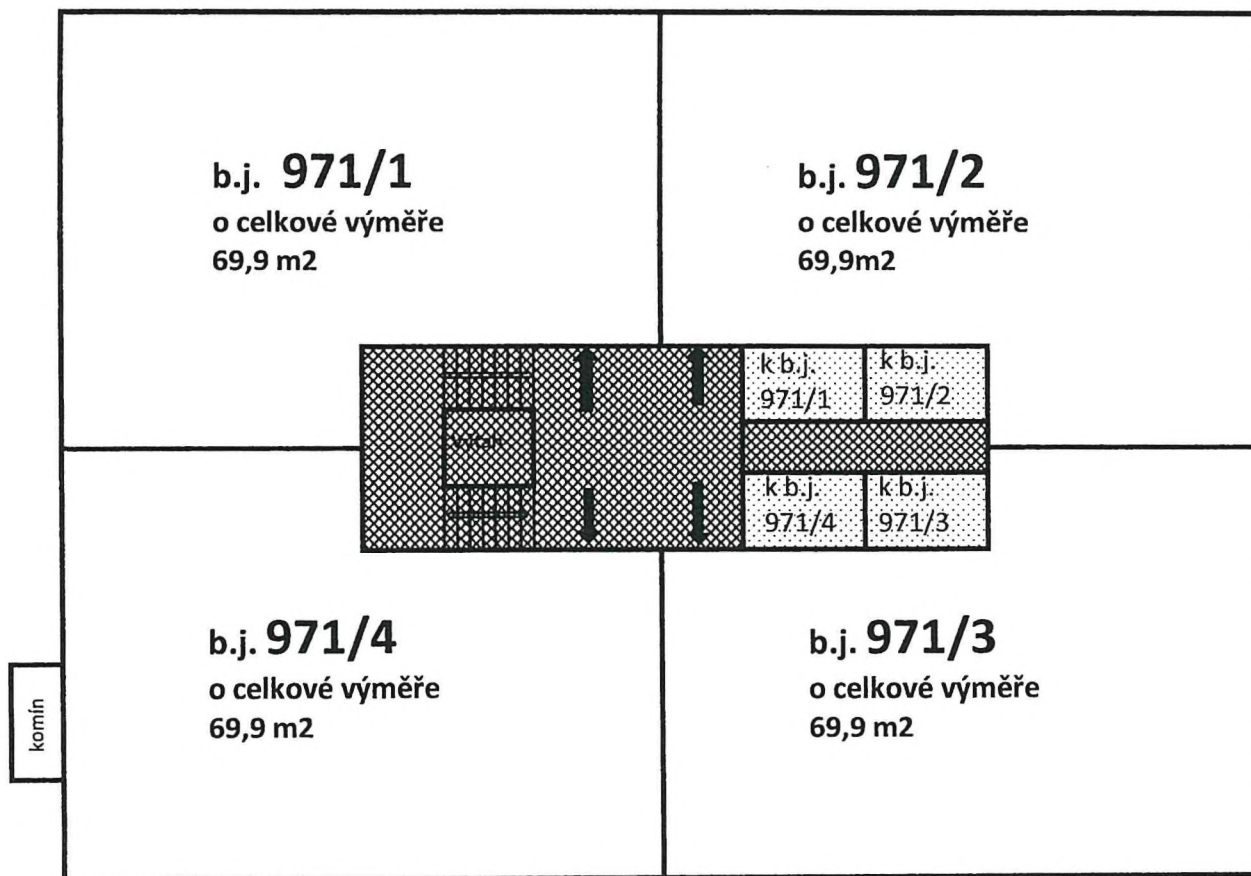 b.j. 971/1
o celkové výměře
69,9 m2
b.j. 971/2
o celkové výměře
69,9m2
k b.j.
971/1
k b.j.
971/2
výtah
k b.j.
971/4
k b.j.
971/3
b.j. 971/4
o celkové výměře
69,9 m2
b.j. 971/3
o celkové výměře
69,9 m2
komín